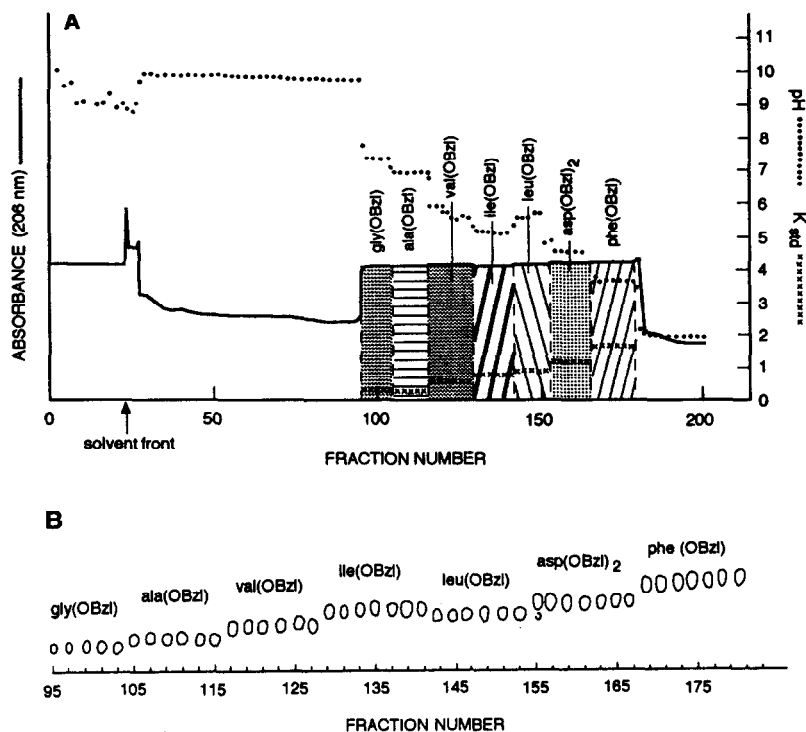 A
ABSORBANCE (206 nm)
11
10
9
8
7
6
5
4
3
2
1
0
pH
K std xxxxxxxxx
gly(OBzl)
ala(OBzl)
val(OBzl)
ile(OBzl)
leu(OBzl)
asp(OBzl)2
phe(OBzl)
0 50 100 150 200
solvent front
FRACTION NUMBER
B
gly(OBzl)
ala(OBzl)
val(OBzl)
ile(OBzl)
leu(OBzl)
asp(OBzl) 2
phe (OBzl)
95 105 115 125 135 145 155 165 175
FRACTION NUMBER